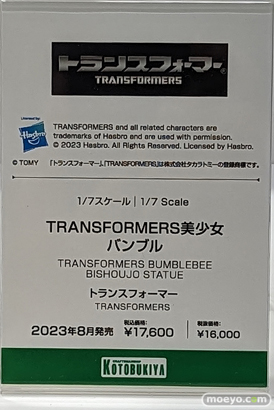 トランスフォーマー
TRANSFORMERS
Licensed by:
Hasbro
TRANSFORMERS and all related characters are
trademarks of Hasbro and are used with permission.
© 2023 Hasbro. All Rights Reserved. Licensed by Hasbro.
© TOMY 「トランスフォーマー」、「TRANSFORMERS」は株式会社タカラトミーの登録商標です。
1/7スケール | 1/7 Scale
TRANSFORMERS美少女
バンブル
TRANSFORMERS BUMBLEBEE
BISHOUJO STATUE
トランスフォーマー
TRANSFORMERS
2023年8月発売 税込価格: ¥17,600 税抜価格: ¥16,000
KOTOBUKIYA
moeyo.com